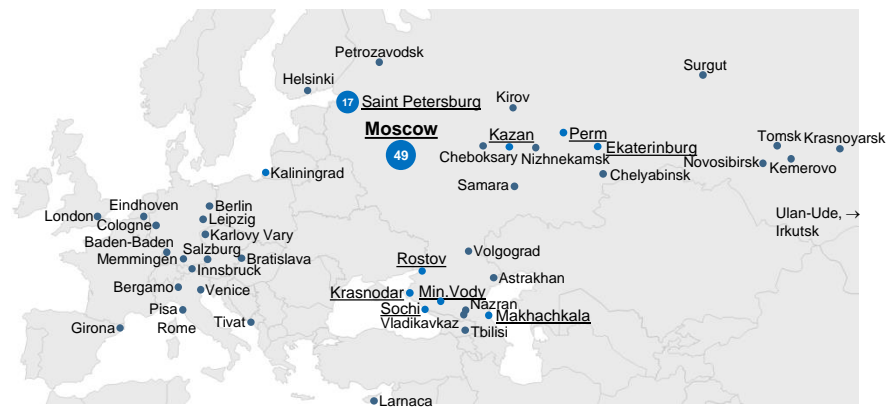 Petrozavodsk
Surgut
Helsinki
Kirov
17 Saint Petersburg
Moscow
49
Kazan
Perm
Ekaterinburg
Tomsk
Krasnoyarsk
Cheboksary
Nizhnekamsk
Novosibirsk
Kemerovo
Kaliningrad
Chelyabinsk
Samara
Eindhoven
Berlin
London
Leipzig
Cologne
Ulan-Ude, →
Irkutsk
Karlovy Vary
Baden-Baden
Salzburg
Memmingen
Bratislava
Volgograd
Rostov
Innsbruck
Astrakhan
Bergamo
Venice
Krasnodar
Min.Vody
Pisa
Sochi
Nazran
Makhachkala
Girona
Rome
Tivat
Vladikavkaz
Tbilisi
Larnaca